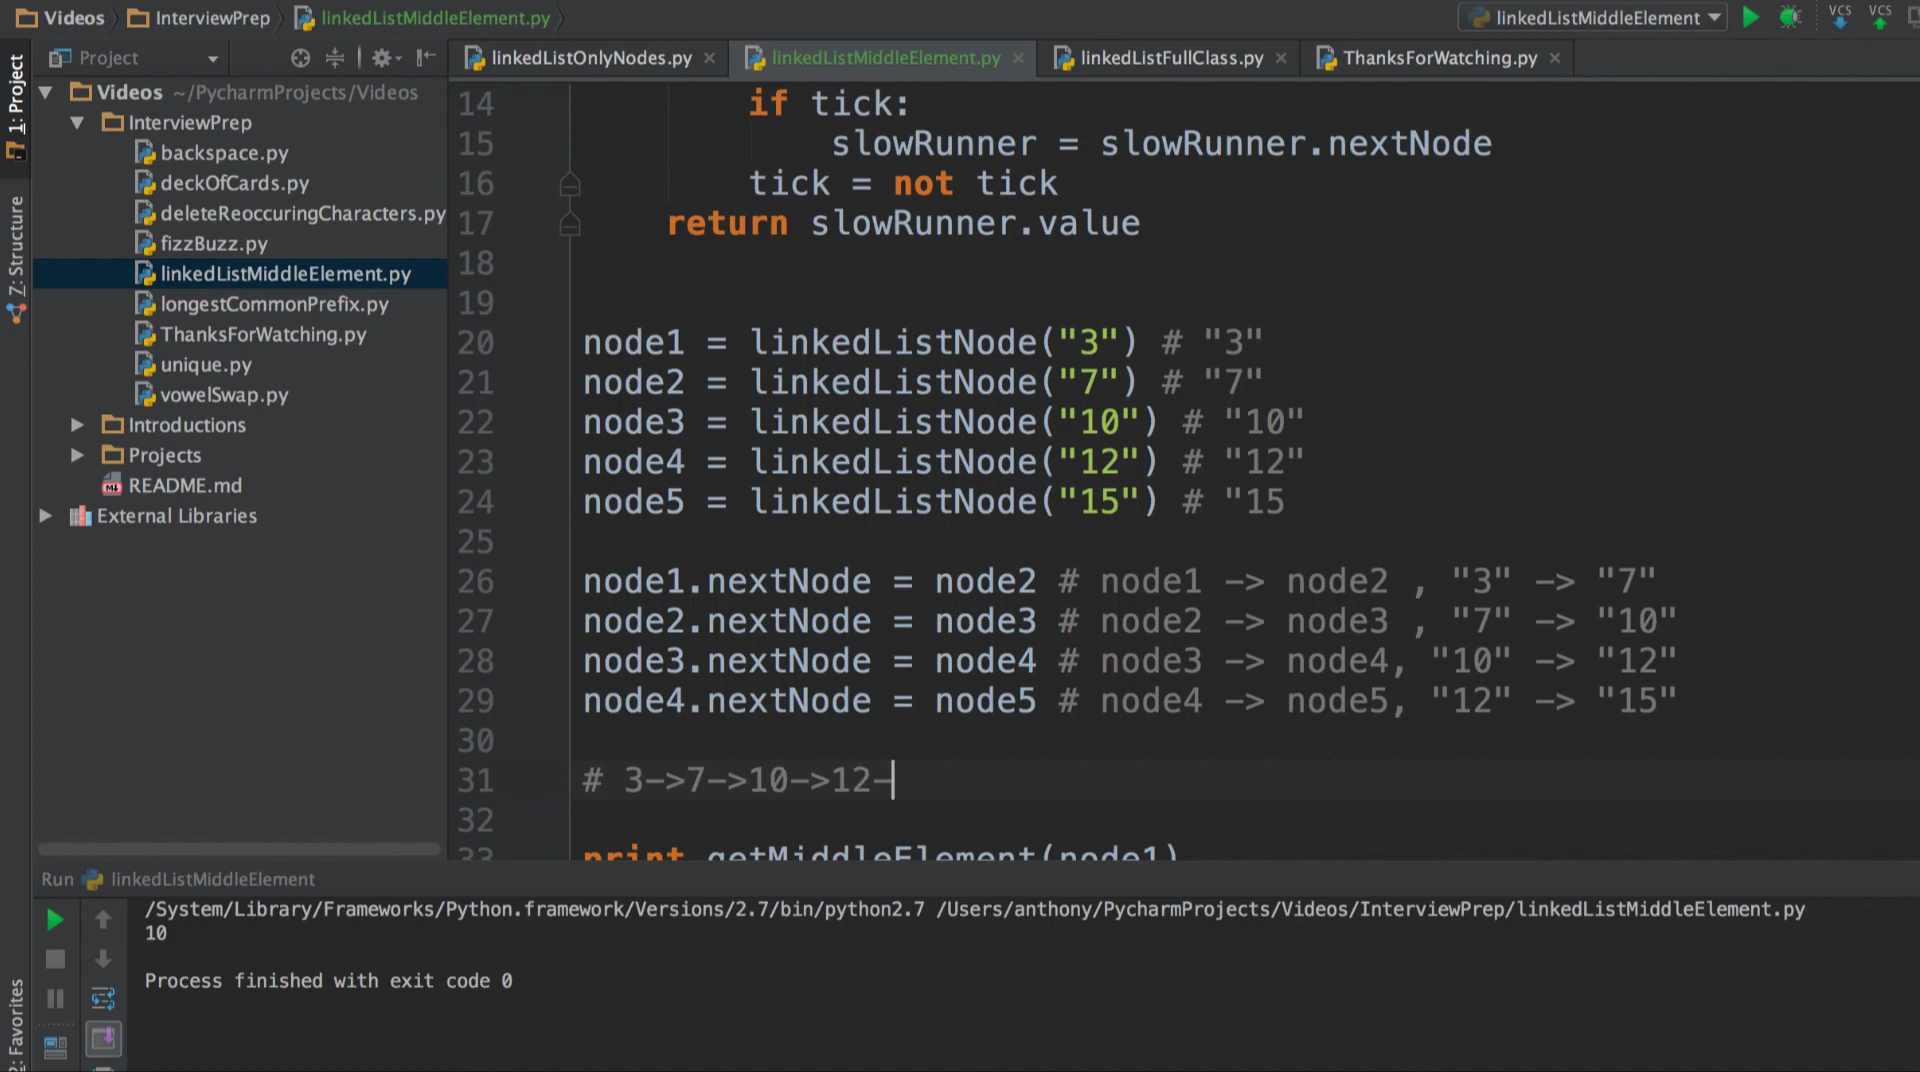 Videos InterviewPrep linkedListMiddleElement.py linkedListMiddleElement VCS VCS
Project linkedListOnlyNodes.py linkedListMiddleElement.py linkedListFullClass.py ThanksForWatching.py
1: Project
Z: Structure
2: Favorites
Videos ~/PycharmProjects/Videos
InterviewPrep
backspace.py
deckOfCards.py
deleteReoccuringCharacters.py
fizzBuzz.py
linkedListMiddleElement.py
longestCommonPrefix.py
ThanksForWatching.py
unique.py
vowelSwap.py
Introductions
Projects
README.md
External Libraries
14 if tick:
15 slowRunner = slowRunner.nextNode
16 tick = not tick
17 return slowRunner.value
18
19
20 node1 = linkedListNode("3") # "3"
21 node2 = linkedListNode("7") # "7"
22 node3 = linkedListNode("10") # "10"
23 node4 = linkedListNode("12") # "12"
24 node5 = linkedListNode("15") # "15
25
26 node1.nextNode = node2 # node1 -> node2 , "3" -> "7"
27 node2.nextNode = node3 # node2 -> node3 , "7" -> "10"
28 node3.nextNode = node4 # node3 -> node4, "10" -> "12"
29 node4.nextNode = node5 # node4 -> node5, "12" -> "15"
30
31 # 3->7->10->12-
32
33 print getMiddleElement(node1)
Run linkedListMiddleElement
/System/Library/Frameworks/Python.framework/Versions/2.7/bin/python2.7 /Users/anthony/PycharmProjects/Videos/InterviewPrep/linkedListMiddleElement.py
10
Process finished with exit code 0